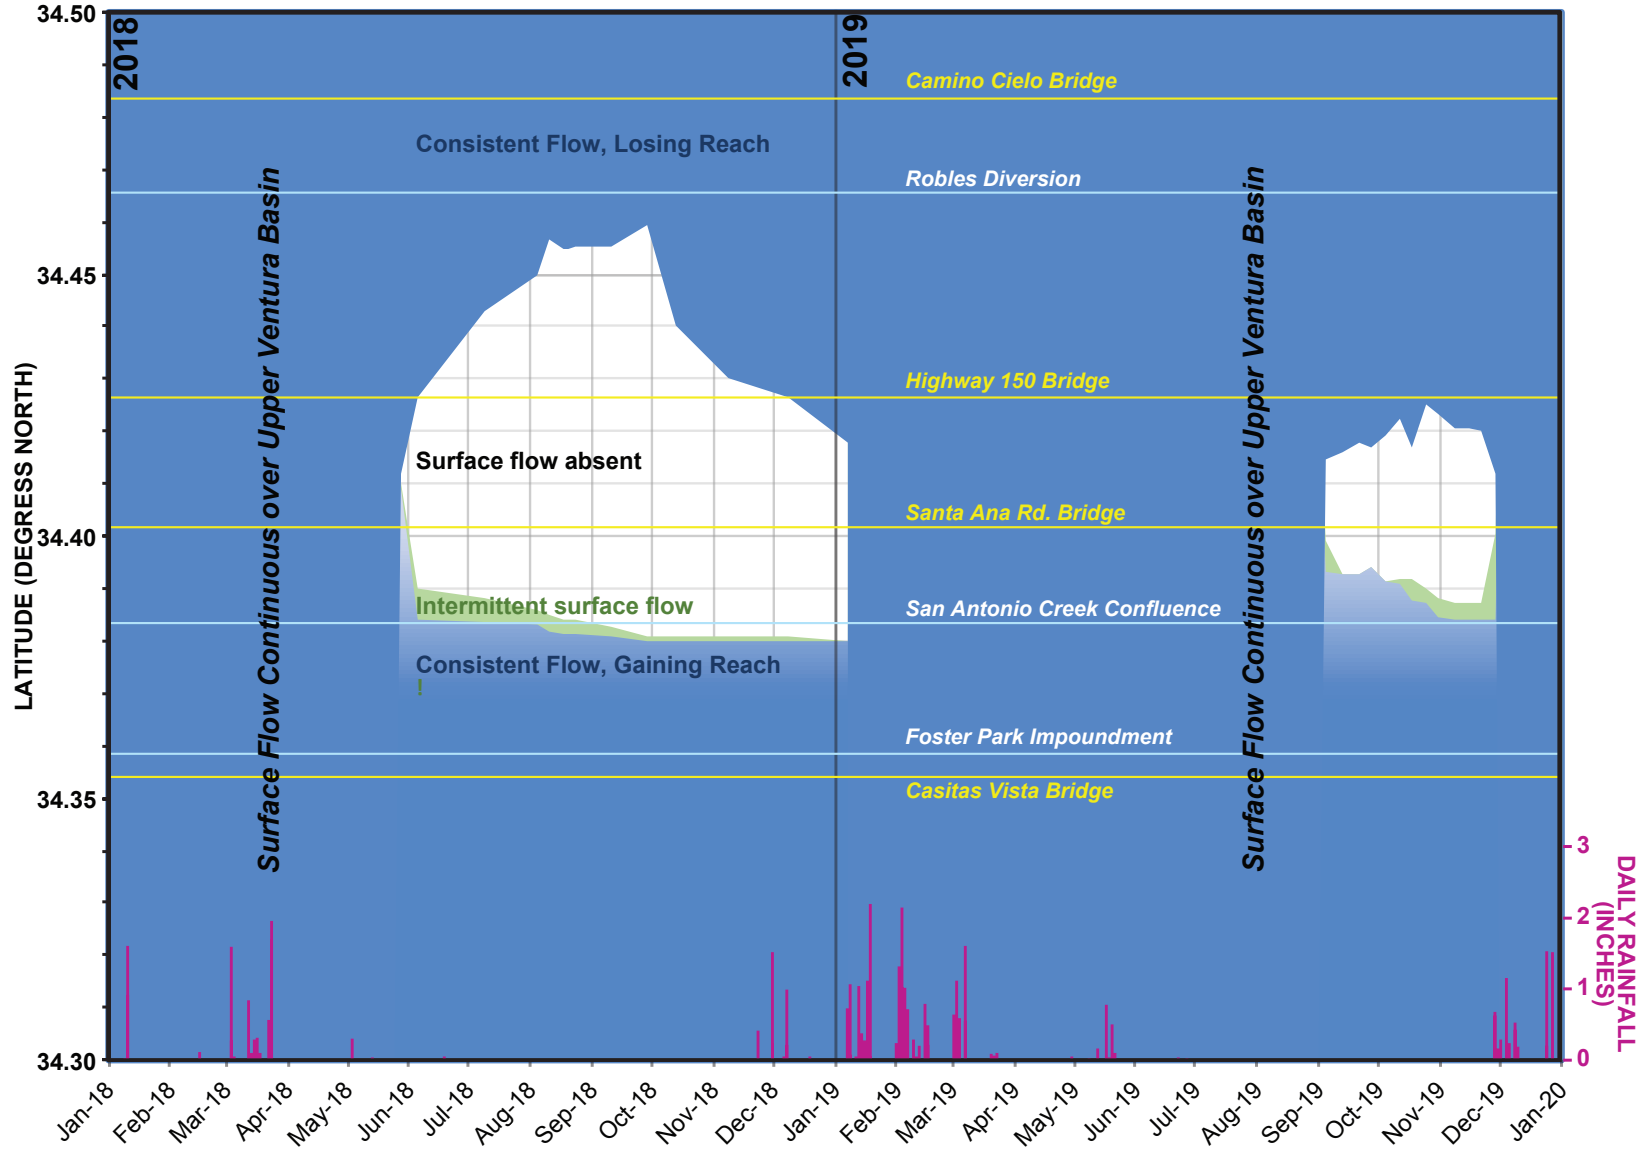 34.50
34.45
34.40
34.35
34.30
LATITUDE (DEGRESS NORTH)
2018
2019
Camino Cielo Bridge
Consistent Flow, Losing Reach
Robles Diversion
Surface Flow Continuous over Upper Ventura Basin
Surface Flow Continuous over Upper Ventura Basin
Highway 150 Bridge
Surface flow absent
Santa Ana Rd. Bridge
Intermittent surface flow
San Antonio Creek Confluence
Consistent Flow, Gaining Reach
!
Foster Park Impoundment
Casitas Vista Bridge
3
2
1
0
DAILY RAINFALL
(INCHES)
Jan-18
Feb-18
Mar-18
Apr-18
May-18
Jun-18
Jul-18
Aug-18
Sep-18
Oct-18
Nov-18
Dec-18
Jan-19
Feb-19
Mar-19
Apr-19
May-19
Jun-19
Jul-19
Aug-19
Sep-19
Oct-19
Nov-19
Dec-19
Jan-20